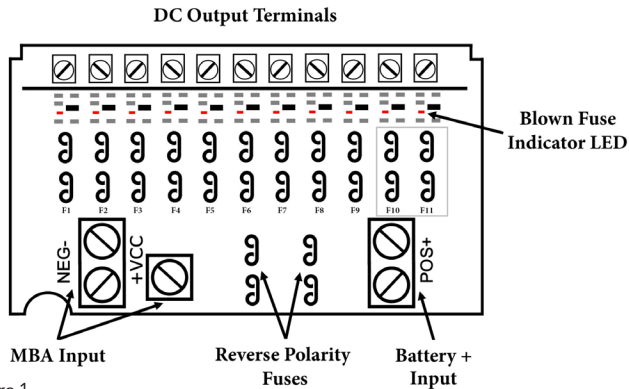 DC Output Terminals
Blown Fuse
Indicator LED
F1 F2 F3 F4 F5 F6 F7 F8 F9 F10 F11
NEG-
+VCC
POS+
MBA Input
Reverse Polarity
Fuses
Battery +
Input